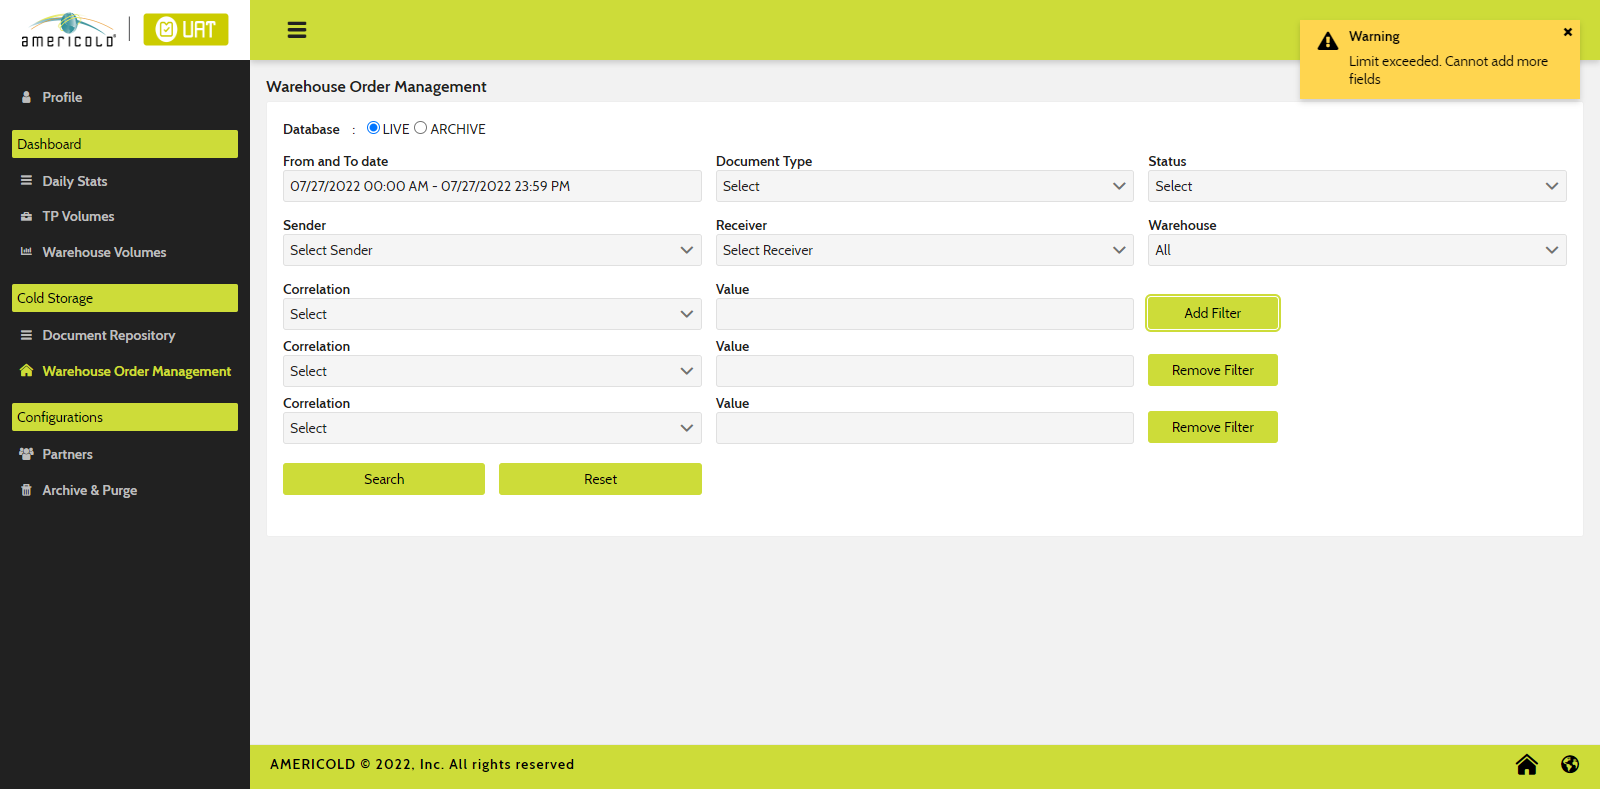 americold
UAT
Warning
Limit exceeded. Cannot add more
fields
Profile
Dashboard
Daily Stats
TP Volumes
Warehouse Volumes
Cold Storage
Document Repository
Warehouse Order Management
Configurations
Partners
Archive & Purge
Warehouse Order Management
Database : LIVE ARCHIVE
From and To date Document Type Status
07/27/2022 00:00 AM - 07/27/2022 23:59 PM Select Select
Sender Receiver Warehouse
Select Sender Select Receiver All
Correlation Value
Select Add Filter
Correlation Value
Select Remove Filter
Correlation Value
Select Remove Filter
Search Reset
AMERICOLD © 2022, Inc. All rights reserved